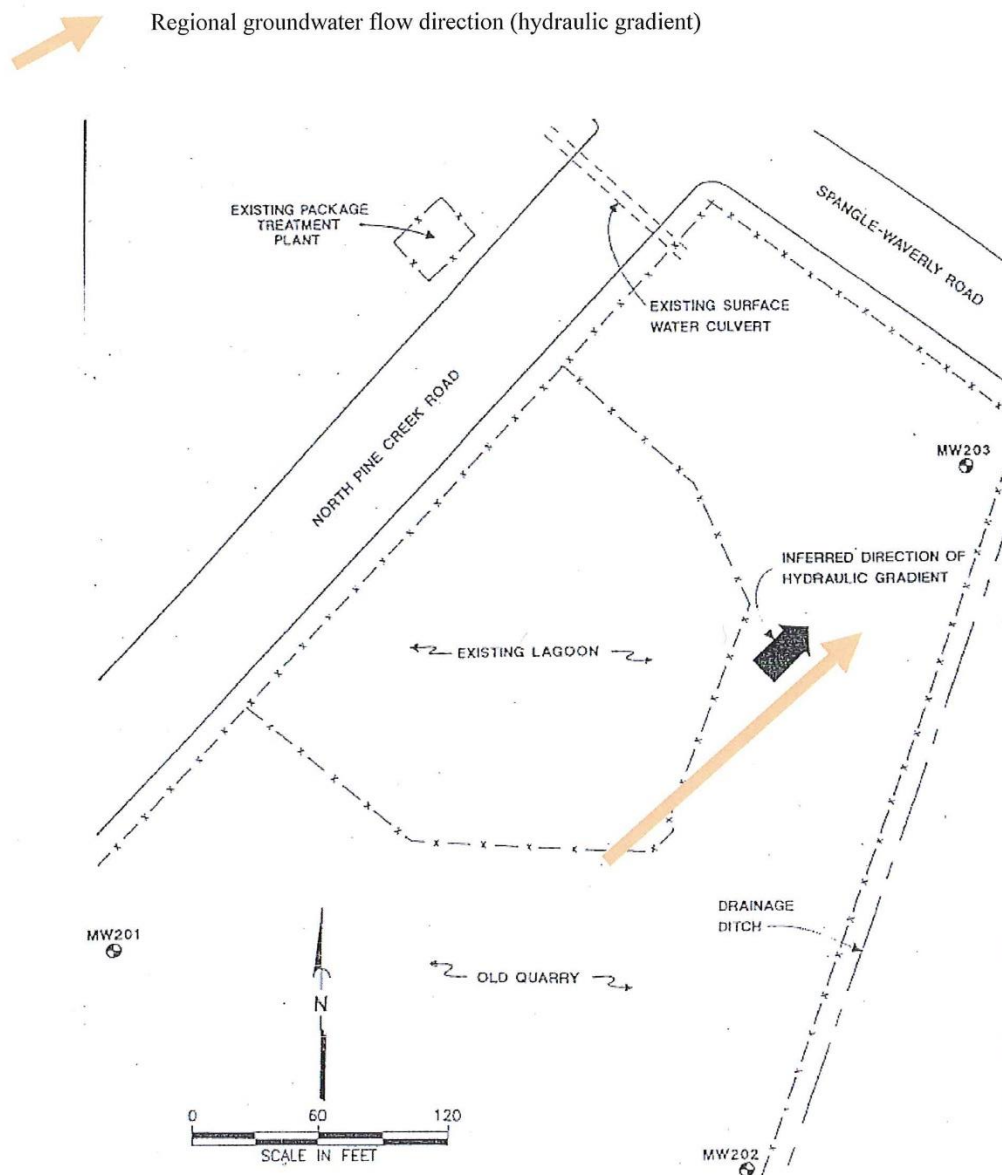 Regional groundwater flow direction (hydraulic gradient)
EXISTING PACKAGE
TREATMENT
PLANT
SPANGLE-WAVERLY ROAD
EXISTING SURFACE
WATER CULVERT
NORTH PINE CREEK ROAD
MW203
INFERRED DIRECTION OF
HYDRAULIC GRADIENT
EXISTING LAGOON
DRAINAGE
DITCH
MW201
OLD QUARRY
N
0 60 120
SCALE IN FEET
MW202